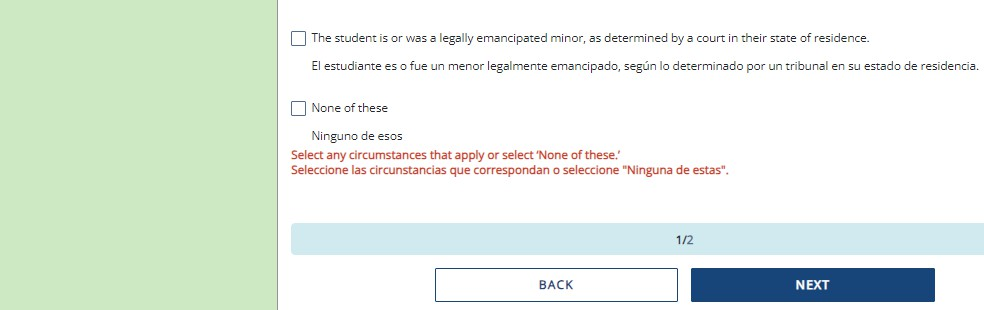 The student is or was a legally emancipated minor, as determined by a court in their state of residence.
El estudiante es o fue un menor legalmente emancipado, según lo determinado por un tribunal en su estado de residencia.
None of these
Ninguno de esos
Select any circumstances that apply or select ‘None of these.’
Seleccione las circunstancias que correspondan o seleccione "Ninguna de estas".
1/2
BACK
NEXT